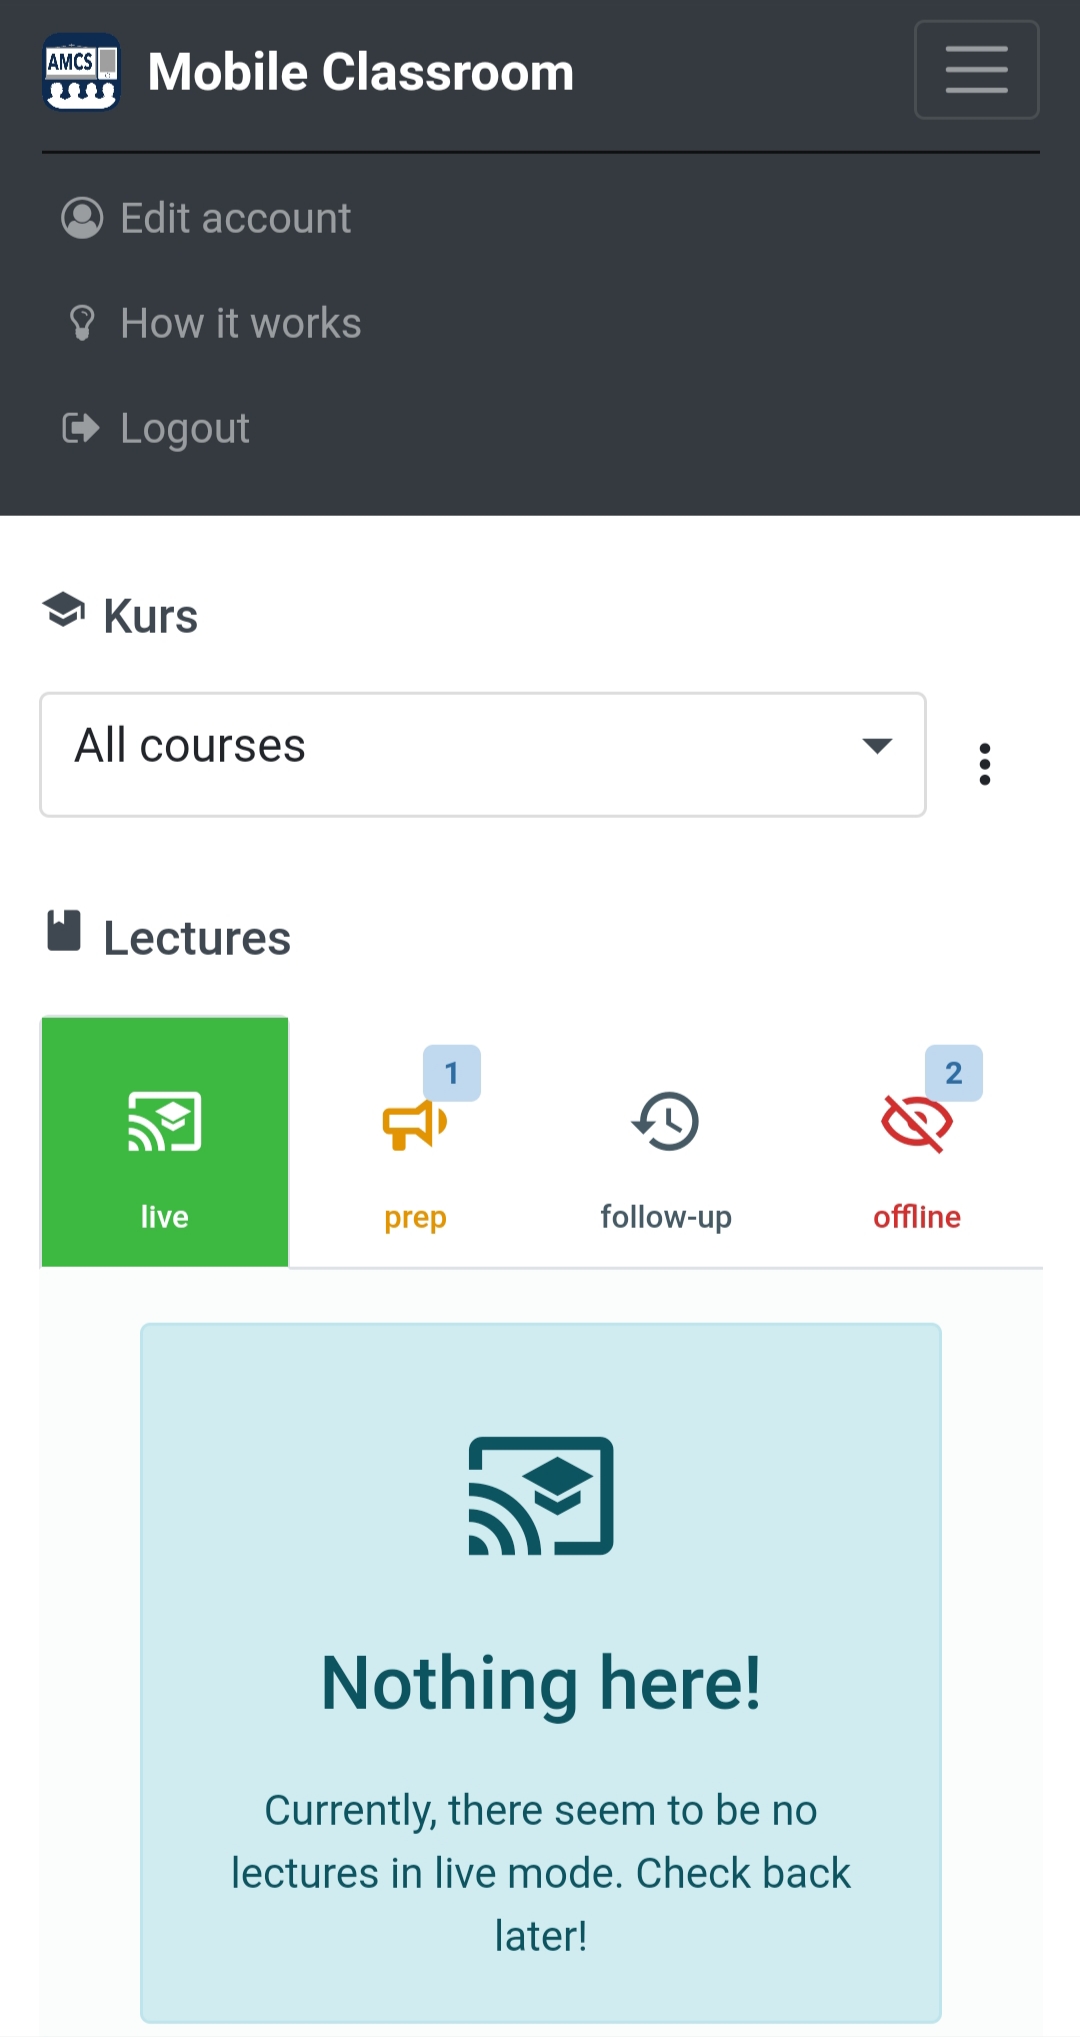 AMCS
Mobile Classroom
Edit account
How it works
Logout
Kurs
All courses
Lectures
live
1
prep
follow-up
2
offline
Nothing here!
Currently, there seem to be no
lectures in live mode. Check back
later!